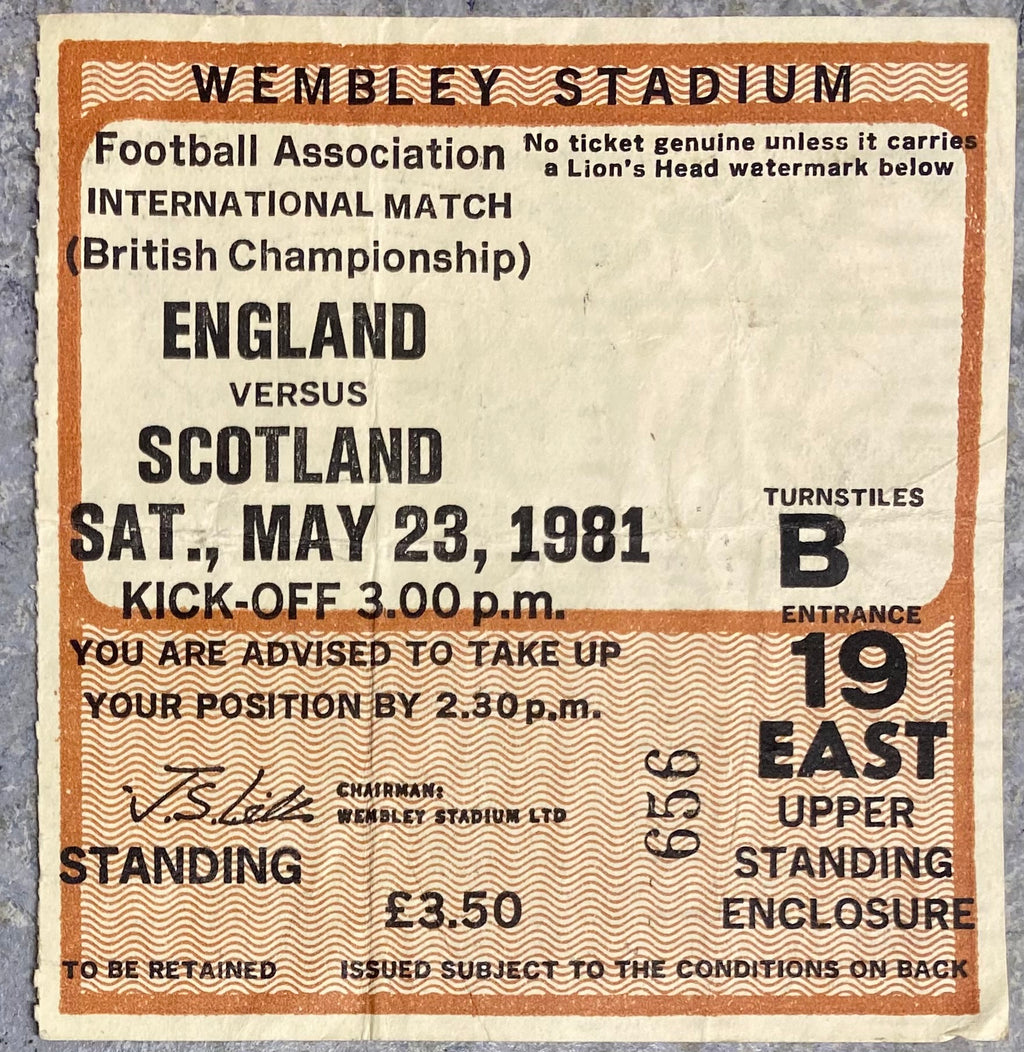 WEMBLEY STADIUM
Football Association
INTERNATIONAL MATCH
(British Championship)
No ticket genuine unless it carries
a Lion's Head watermark below
ENGLAND
VERSUS
SCOTLAND
SAT., MAY 23, 1981
KICK-OFF 3.00 p.m.
YOU ARE ADVISED TO TAKE UP
YOUR POSITION BY 2.30 p.m.
TURNSTILES
B
ENTRANCE
19
EAST
UPPER
STANDING
ENCLOSURE
CHAIRMAN:
WEMBLEY STADIUM LTD
656
STANDING
£3.50
TO BE RETAINED
ISSUED SUBJECT TO THE CONDITIONS ON BACK